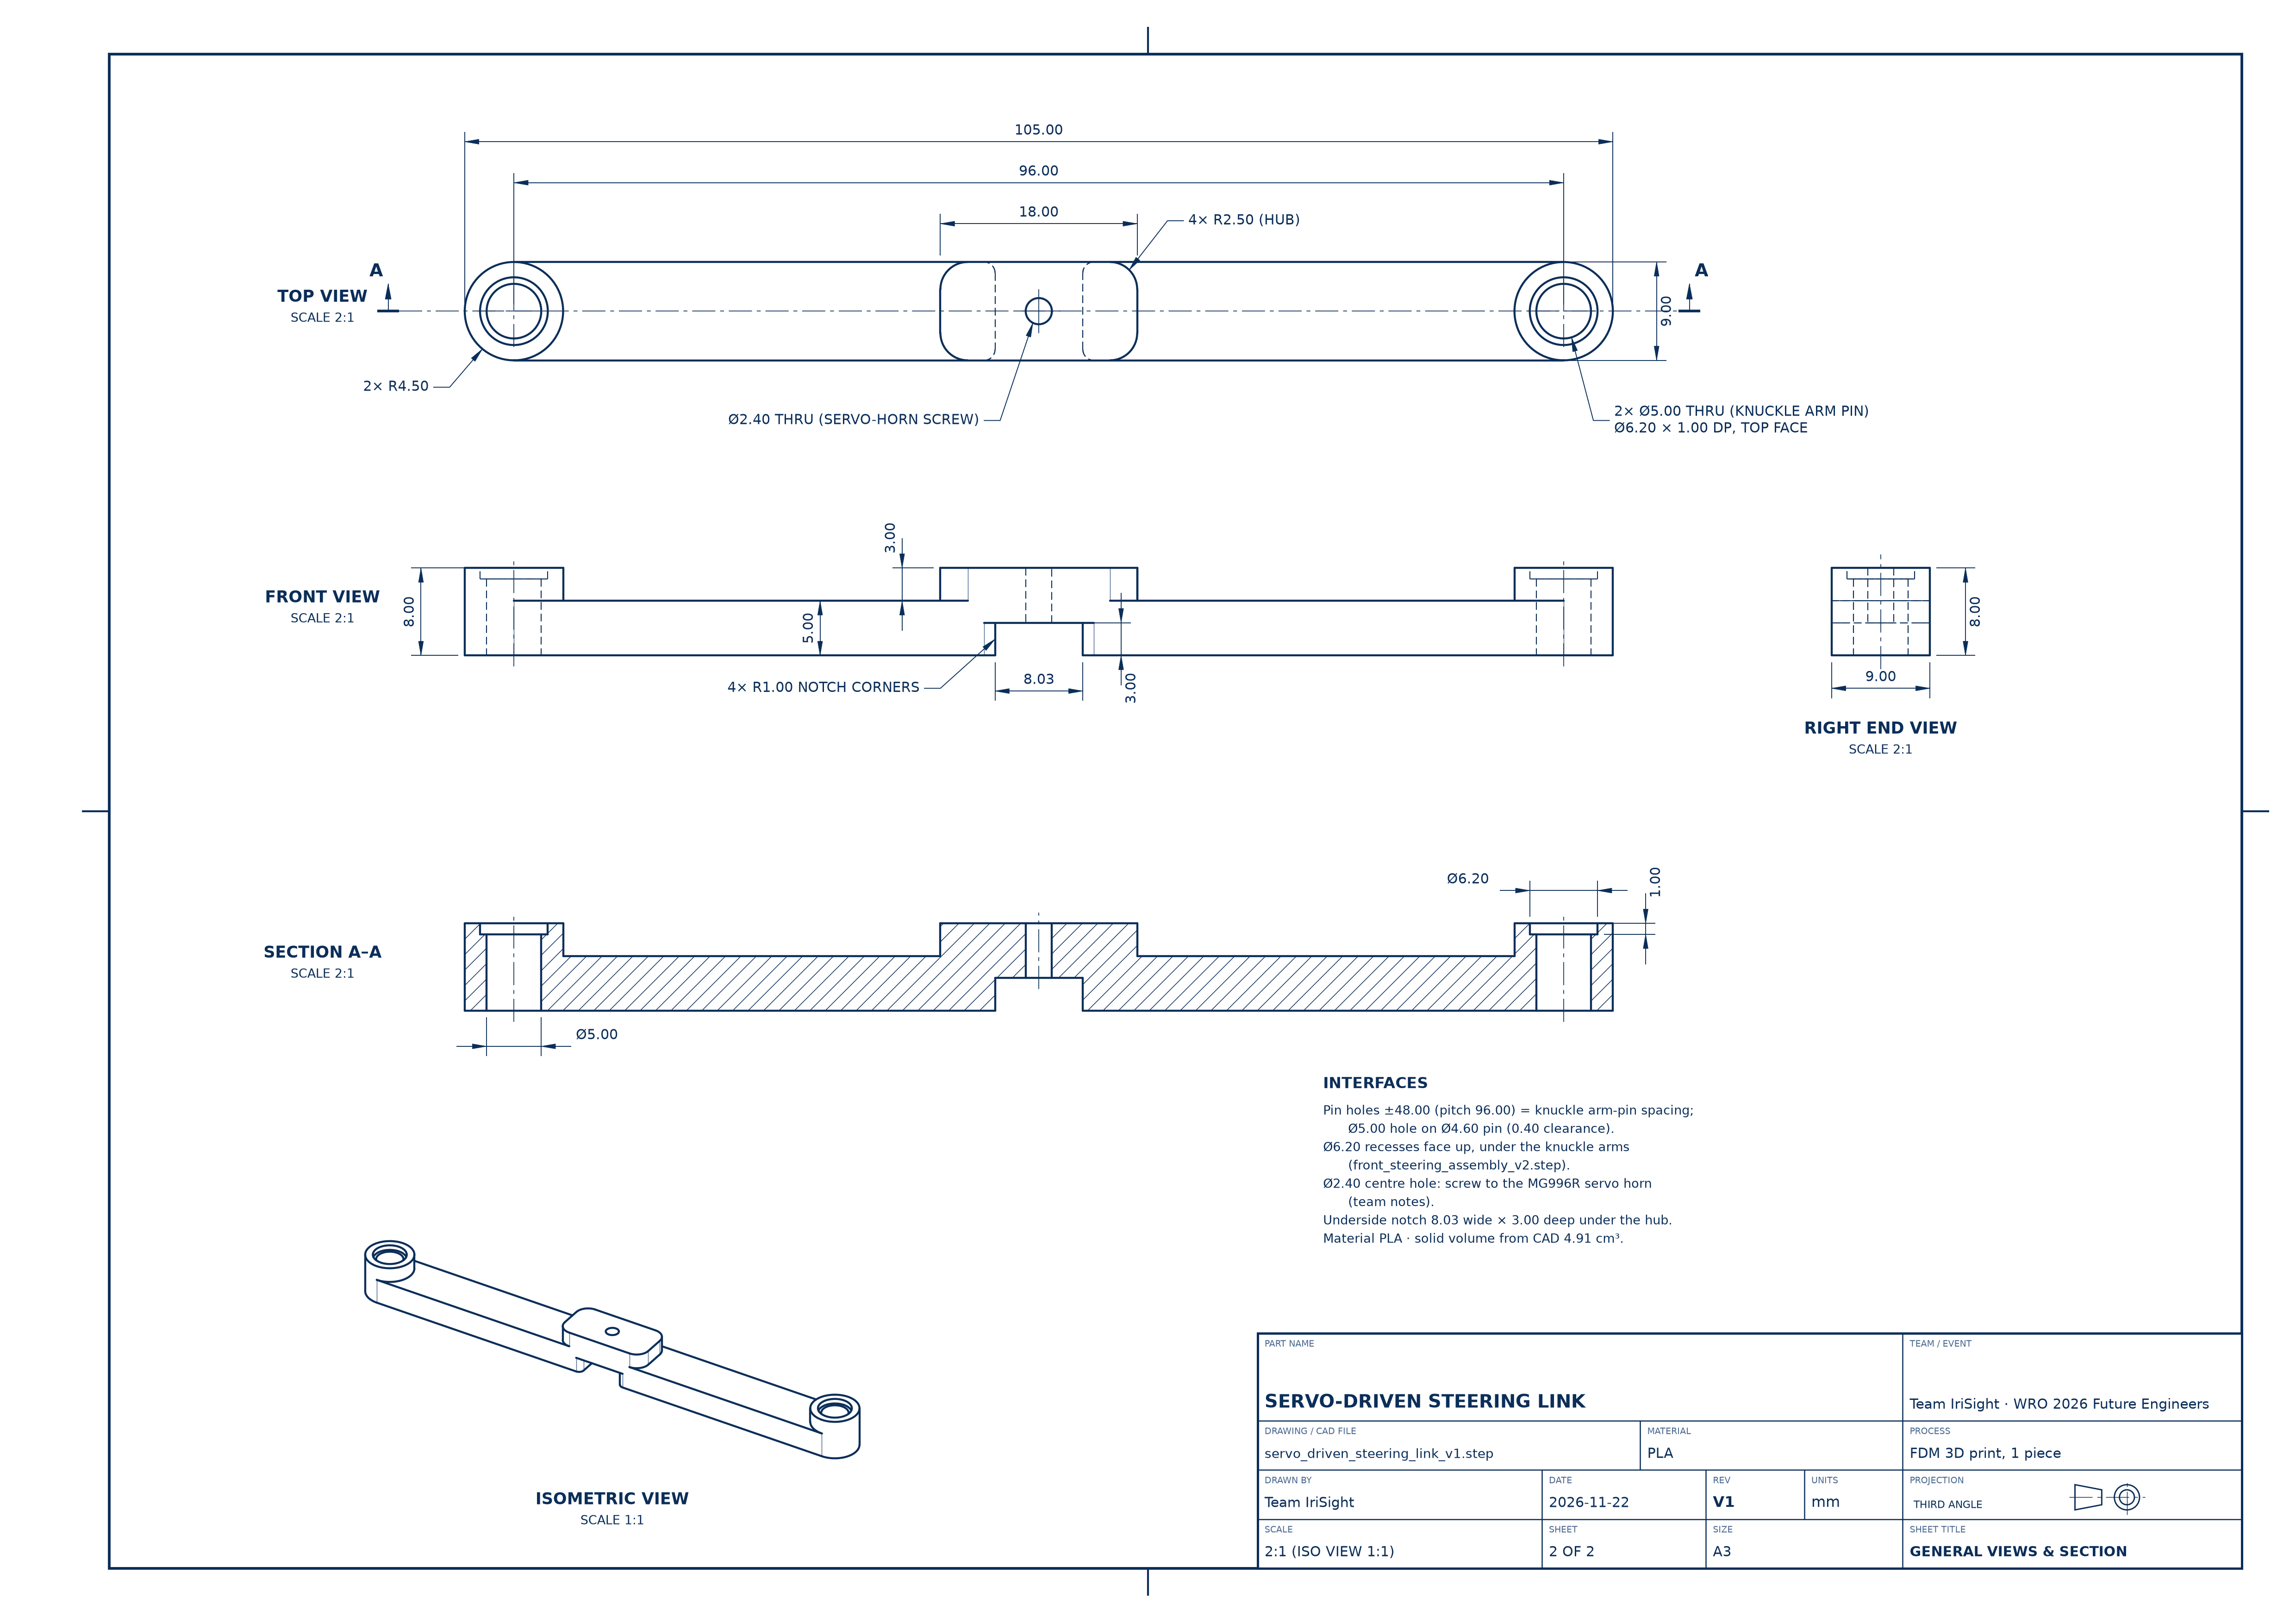 105.00
96.00
18.00
4× R2.50 (HUB)
A
A
TOP VIEW
SCALE 2:1
9.00
2× R4.50
Ø2.40 THRU (SERVO-HORN SCREW)
2× Ø5.00 THRU (KNUCKLE ARM PIN)
Ø6.20 × 1.00 DP, TOP FACE
3.00
FRONT VIEW
SCALE 2:1
8.00
5.00
8.00
4× R1.00 NOTCH CORNERS
8.03
3.00
9.00
RIGHT END VIEW
SCALE 2:1
Ø6.20
1.00
SECTION A–A
SCALE 2:1
Ø5.00
INTERFACES
Pin holes ±48.00 (pitch 96.00) = knuckle arm-pin spacing;
Ø5.00 hole on Ø4.60 pin (0.40 clearance).
Ø6.20 recesses face up, under the knuckle arms
(front_steering_assembly_v2.step).
Ø2.40 centre hole: screw to the MG996R servo horn
(team notes).
Underside notch 8.03 wide × 3.00 deep under the hub.
Material PLA · solid volume from CAD 4.91 cm³.
ISOMETRIC VIEW
SCALE 1:1
PART NAME
SERVO-DRIVEN STEERING LINK
TEAM / EVENT
Team IriSight · WRO 2026 Future Engineers
DRAWING / CAD FILE
servo_driven_steering_link_v1.step
MATERIAL
PLA
PROCESS
FDM 3D print, 1 piece
DRAWN BY
Team IriSight
DATE
2026-11-22
REV
V1
UNITS
mm
PROJECTION
THIRD ANGLE
SCALE
2:1 (ISO VIEW 1:1)
SHEET
2 OF 2
SIZE
A3
SHEET TITLE
GENERAL VIEWS & SECTION